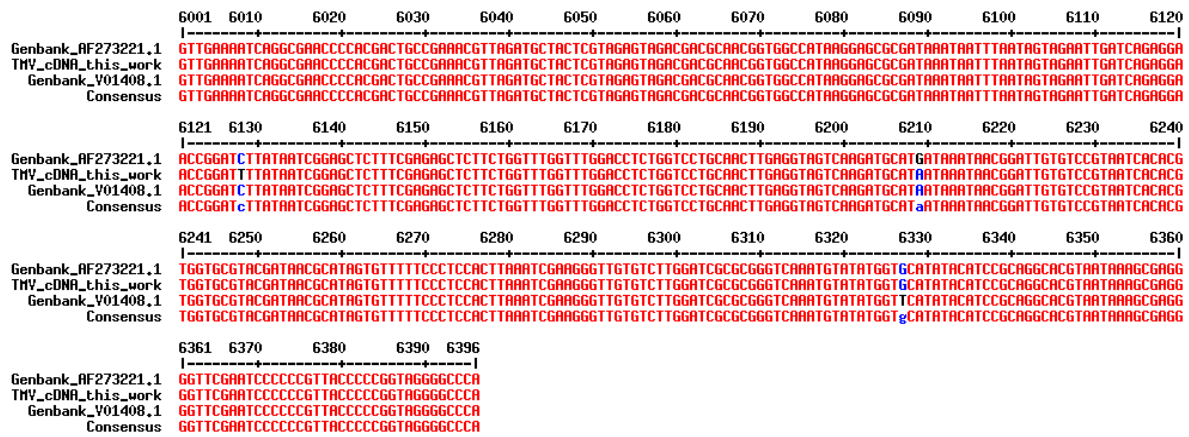 6001 6010 6020 6030 6040 6050 6060 6070 6080 6090 6100 6110 6120
Genbank_AF273221.1 GTTGAAAATCAGGCGAACCCCACGACTGCCGAAACGTTAGATGCTACTCGTAGAGTAGACGACGCAACGGTGGCCATAAGGAGCGCGATAAATAATTTAATAGTAGAATTGATCAGAGGA
TMV_cDNA_this_work GTTGAAAATCAGGCGAACCCCACGACTGCCGAAACGTTAGATGCTACTCGTAGAGTAGACGACGCAACGGTGGCCATAAGGAGCGCGATAAATAATTTAATAGTAGAATTGATCAGAGGA
Genbank_V01408.1 GTTGAAAATCAGGCGAACCCCACGACTGCCGAAACGTTAGATGCTACTCGTAGAGTAGACGACGCAACGGTGGCCATAAGGAGCGCGATAAATAATTTAATAGTAGAATTGATCAGAGGA
Consensus GTTGAAAATCAGGCGAACCCCACGACTGCCGAAACGTTAGATGCTACTCGTAGAGTAGACGACGCAACGGTGGCCATAAGGAGCGCGATAAATAATTTAATAGTAGAATTGATCAGAGGA
6121 6130 6140 6150 6160 6170 6180 6190 6200 6210 6220 6230 6240
Genbank_AF273221.1 ACCGGATCTTATAATCGGAGCTCTTTCGAGAGCTCTTCTGGTTTGGTTTGGACCTCTGGTCCTGCAACTTGAGGTAGTCAAGATGCATGATAAATAACGGATTGTGTCCGTAATCACACG
TMV_cDNA_this_work ACCGGATTTTATAATCGGAGCTCTTTCGAGAGCTCTTCTGGTTTGGTTTGGACCTCTGGTCCTGCAACTTGAGGTAGTCAAGATGCATAATAAATAACGGATTGTGTCCGTAATCACACG
Genbank_V01408.1 ACCGGATCTTATAATCGGAGCTCTTTCGAGAGCTCTTCTGGTTTGGTTTGGACCTCTGGTCCTGCAACTTGAGGTAGTCAAGATGCATAATAAATAACGGATTGTGTCCGTAATCACACG
Consensus ACCGGATcTTATAATCGGAGCTCTTTCGAGAGCTCTTCTGGTTTGGTTTGGACCTCTGGTCCTGCAACTTGAGGTAGTCAAGATGCATaATAAATAACGGATTGTGTCCGTAATCACACG
6241 6250 6260 6270 6280 6290 6300 6310 6320 6330 6340 6350 6360
Genbank_AF273221.1 TGGTGCGTACGATAACGCATAGTGTTTTTCCCTCCACTTAAATCGAAGGGTTGTGTCTTGGATCGCGCGGGTCAAATGTATATGGTGCATATACATCCGCAGGCACGTAATAAAGCGAGG
TMV_cDNA_this_work TGGTGCGTACGATAACGCATAGTGTTTTTCCCTCCACTTAAATCGAAGGGTTGTGTCTTGGATCGCGCGGGTCAAATGTATATGGTGCATATACATCCGCAGGCACGTAATAAAGCGAGG
Genbank_V01408.1 TGGTGCGTACGATAACGCATAGTGTTTTTCCCTCCACTTAAATCGAAGGGTTGTGTCTTGGATCGCGCGGGTCAAATGTATATGGTTCATATACATCCGCAGGCACGTAATAAAGCGAGG
Consensus TGGTGCGTACGATAACGCATAGTGTTTTTCCCTCCACTTAAATCGAAGGGTTGTGTCTTGGATCGCGCGGGTCAAATGTATATGGTgCATATACATCCGCAGGCACGTAATAAAGCGAGG
6361 6370 6380 6390 6396
Genbank_AF273221.1 GGTTCGAATCCCCCCGTTACCCCCGGTAGGGGCCCA
TMV_cDNA_this_work GGTTCGAATCCCCCCGTTACCCCCGGTAGGGGCCCA
Genbank_V01408.1 GGTTCGAATCCCCCCGTTACCCCCGGTAGGGGCCCA
Consensus GGTTCGAATCCCCCCGTTACCCCCGGTAGGGGCCCA